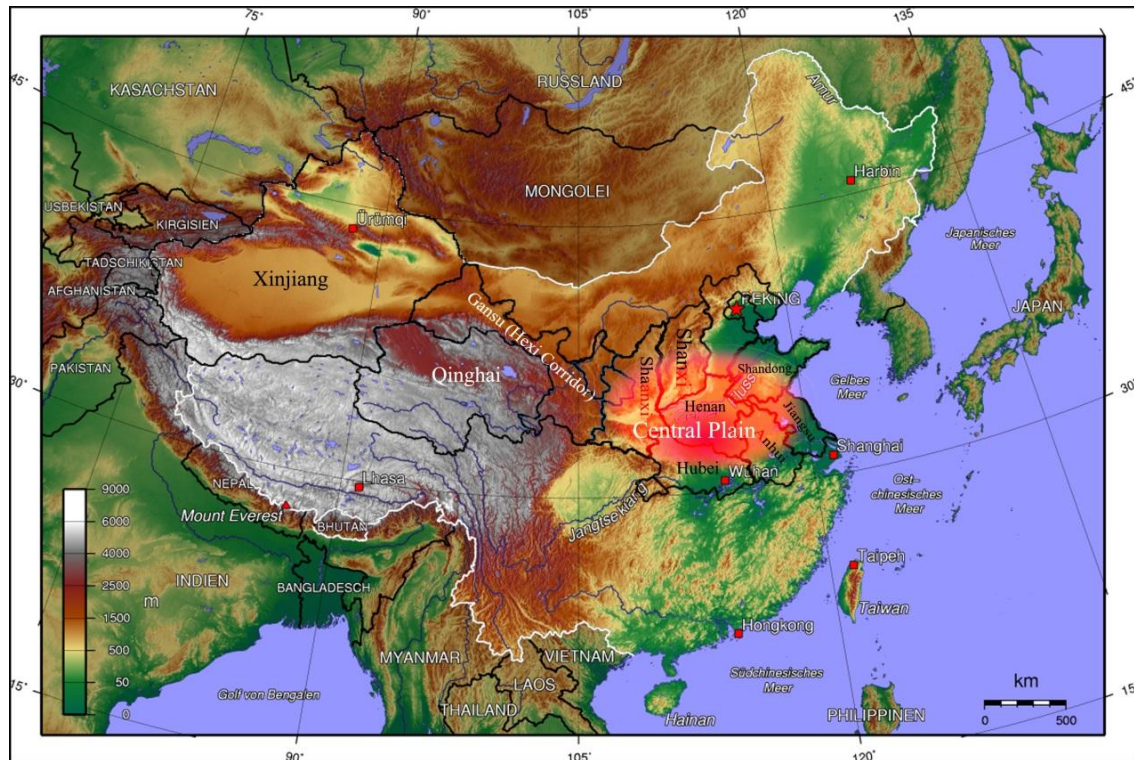 75°
90°
105°
120°
135
45°
45°
KASACHSTAN
RUSSLAND
Amur
Harbin
MONGOLEI
USBEKISTAN
KIRGISIEN
Ürümqi
Japanisches
Meer
TADSCHIKISTAN
Xinjiang
AFGHANISTAN
PEKING
JAPAN
Gansu (Hexi Corridor)
Shanxi
Shaanxi
PAKISTAN
Qinghai
Shandong
Fluss
Gelbes
Meer
30°
30°
Henan
Jiangsu
Central Plain
Anhui
Shanghai
Hubei
Wuhan
NEPAL
Lhasa
Ost-
chinesisches
Meer
9000
6000
4000
2500
1500
500
50
0
m
Mount Everest
BHUTAN
Jangtsekiang
INDIEN
BANGLADESCH
Taipeh
Taiwan
Hongkong
MYANMAR
VIETNAM
Südchinesisches
Meer
km
0
500
15°
15°
Golf von Bengalen
LAOS
THAILAND
Hainan
PHILIPPINEN
90°
105°
120°